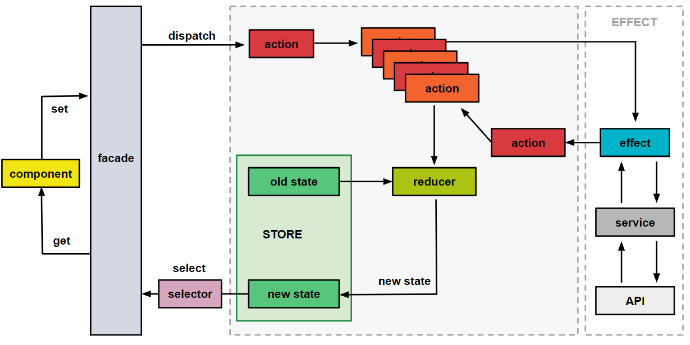 EFFECT
dispatch
action
action
action
set
facade
action
effect
component
old state
reducer
service
STORE
get
select
new state
selector
new state
API